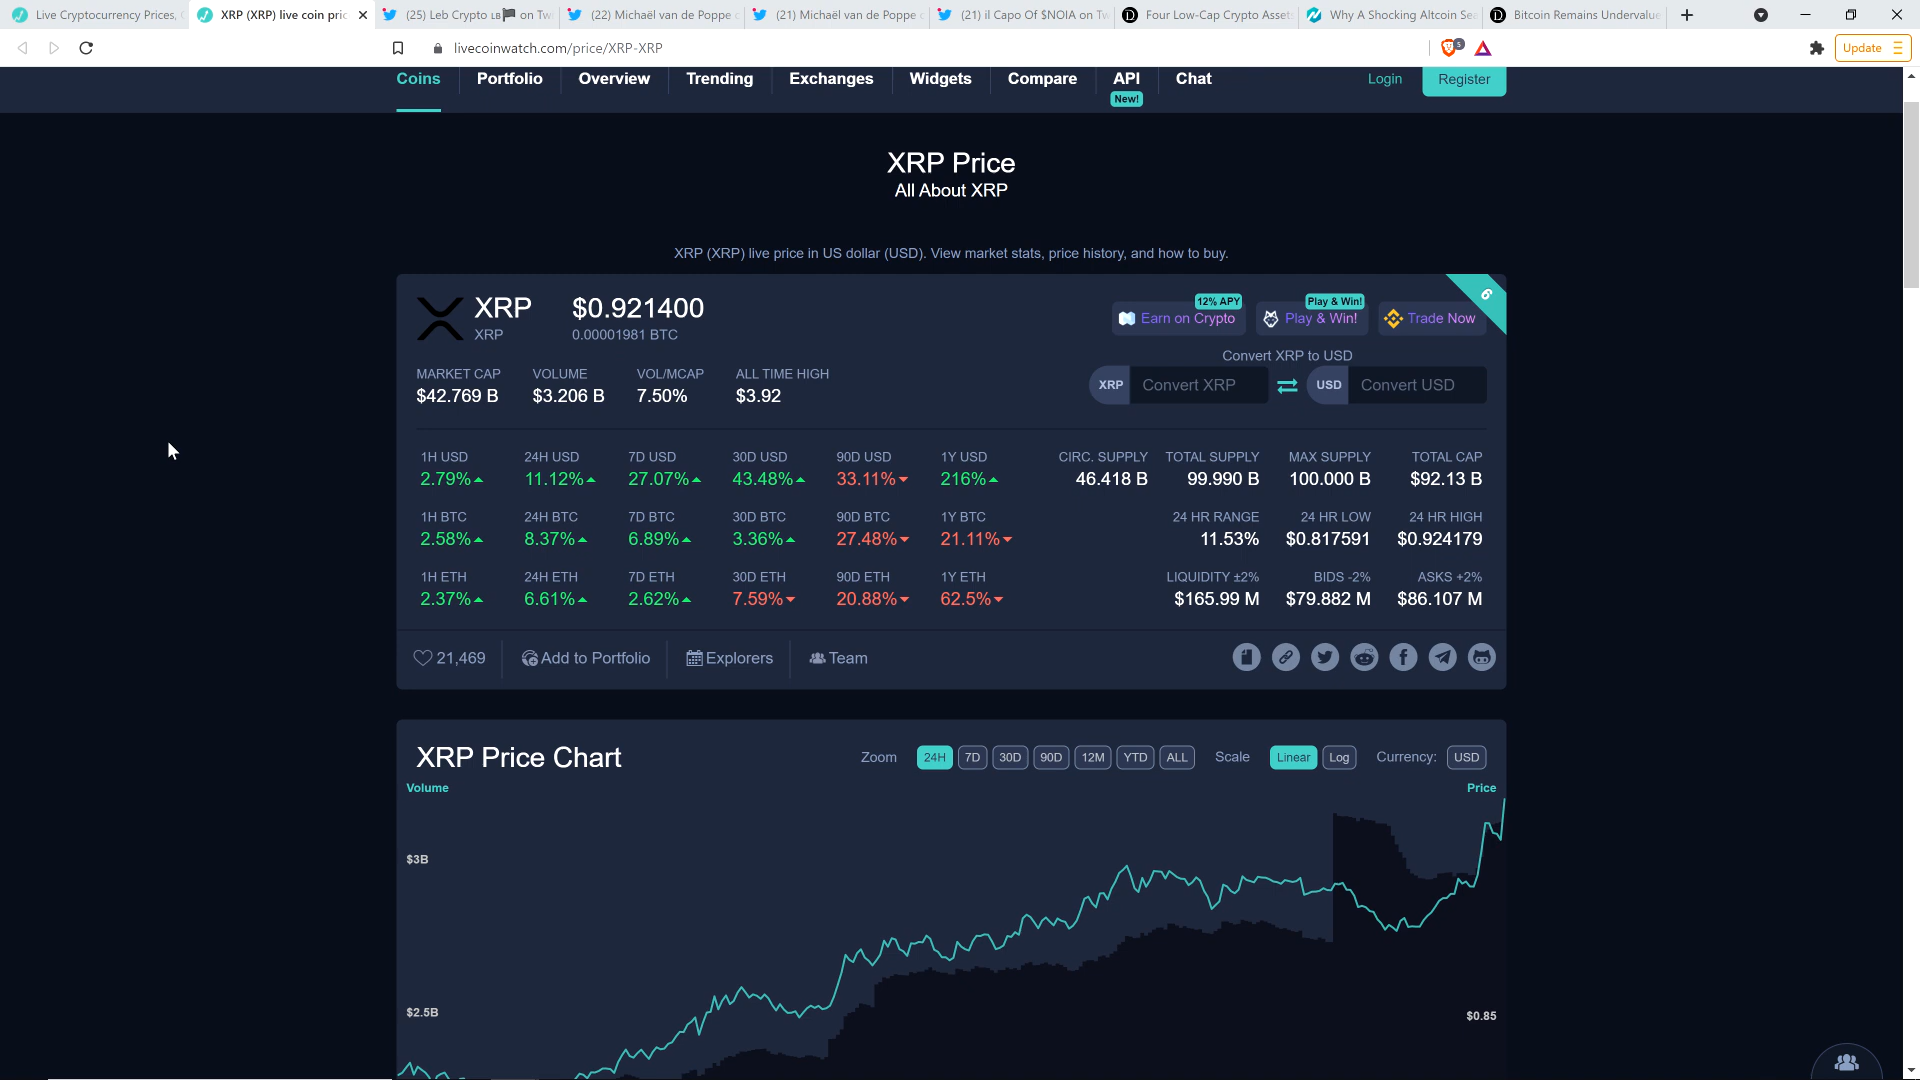 Live Cryptocurrency Prices,
XRP (XRP) live coin pric
(25) Leb Crypto LB on Tw
(22) Michaël van de Poppe
(21) Michaël van de Poppe
(21) il Capo Of $NOIA on Tw
Four Low-Cap Crypto Assets
Why A Shocking Altcoin Sea
Bitcoin Remains Undervalue
livecoinwatch.com/price/XRP-XRP
5
Update
Coins Portfolio Overview Trending Exchanges Widgets Compare API Chat Login Register
New!
XRP Price
All About XRP
XRP (XRP) live price in US dollar (USD). View market stats, price history, and how to buy.
XRP $0.921400
XRP 0.00001981 BTC
6
12% APY Play & Win!
Earn on Crypto Play & Win! Trade Now
Convert XRP to USD
XRP Convert XRP USD Convert USD
MARKET CAP VOLUME VOL/MCAP ALL TIME HIGH
$42.769 B $3.206 B 7.50% $3.92
1H USD 24H USD 7D USD 30D USD 90D USD 1Y USD CIRC. SUPPLY TOTAL SUPPLY MAX SUPPLY TOTAL CAP
2.79% 11.12% 27.07% 43.48% 33.11% 216% 46.418 B 99.990 B 100.000 B $92.13 B
1H BTC 24H BTC 7D BTC 30D BTC 90D BTC 1Y BTC 24 HR RANGE 24 HR LOW 24 HR HIGH
2.58% 8.37% 6.89% 3.36% 27.48% 21.11% 11.53% $0.817591 $0.924179
1H ETH 24H ETH 7D ETH 30D ETH 90D ETH 1Y ETH LIQUIDITY ±2% BIDS -2% ASKS +2%
2.37% 6.61% 2.62% 7.59% 20.88% 62.5% $165.99 M $79.882 M $86.107 M
21,469 Add to Portfolio Explorers Team
XRP Price Chart Zoom 24H 7D 30D 90D 12M YTD ALL Scale Linear Log Currency: USD
Volume Price
$3B
$2.5B $0.85